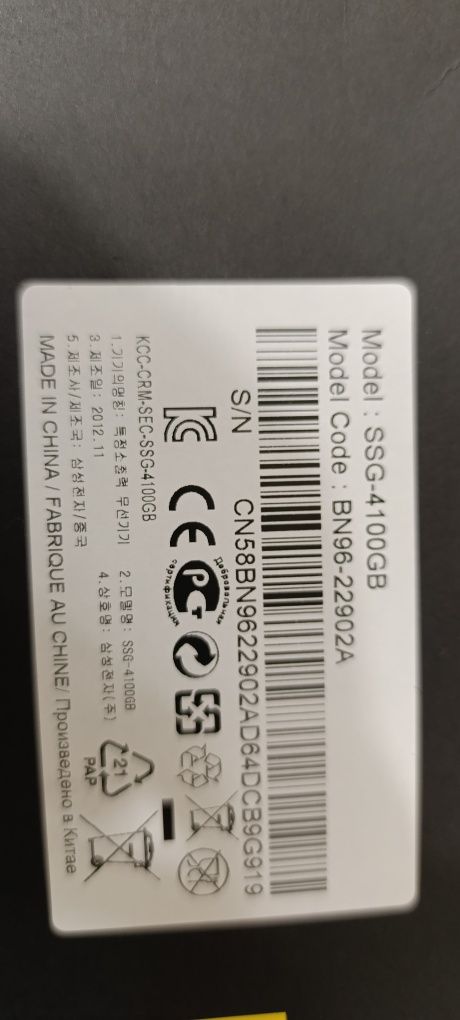 Model : SSG-4100GB
Model Code : BN96-22902A
S/N CN58BN9622902AD64DCB9G919
Добровольная
сертификация
KCC-CRM-SEC-SSG-4100GB
1. 기기의명칭: 특정소출력 무선기기 2. 모델명: SSG-4100GB
3. 제조일: 2012.11 4. 상호명: 삼성전자(주)
5. 제조사/제조국: 삼성전자/중국
21
PAP
MADE IN CHINA / FABRIQUE AU CHINE/ Произведено в Китае